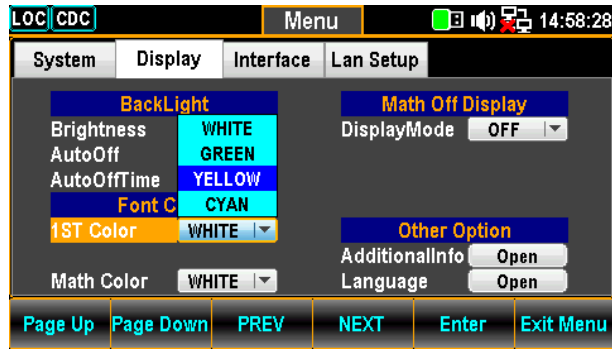 LOC CDC Menu 14:58:28
System Display Interface Lan Setup
BackLight
Brightness
AutoOff
AutoOffTime
WHITE
GREEN
YELLOW
CYAN
Font C
1ST Color WHITE
Math Color WHITE
Math Off Display
DisplayMode OFF
Other Option
AdditionalInfo Open
Language Open
Page Up Page Down PREV NEXT Enter Exit Menu